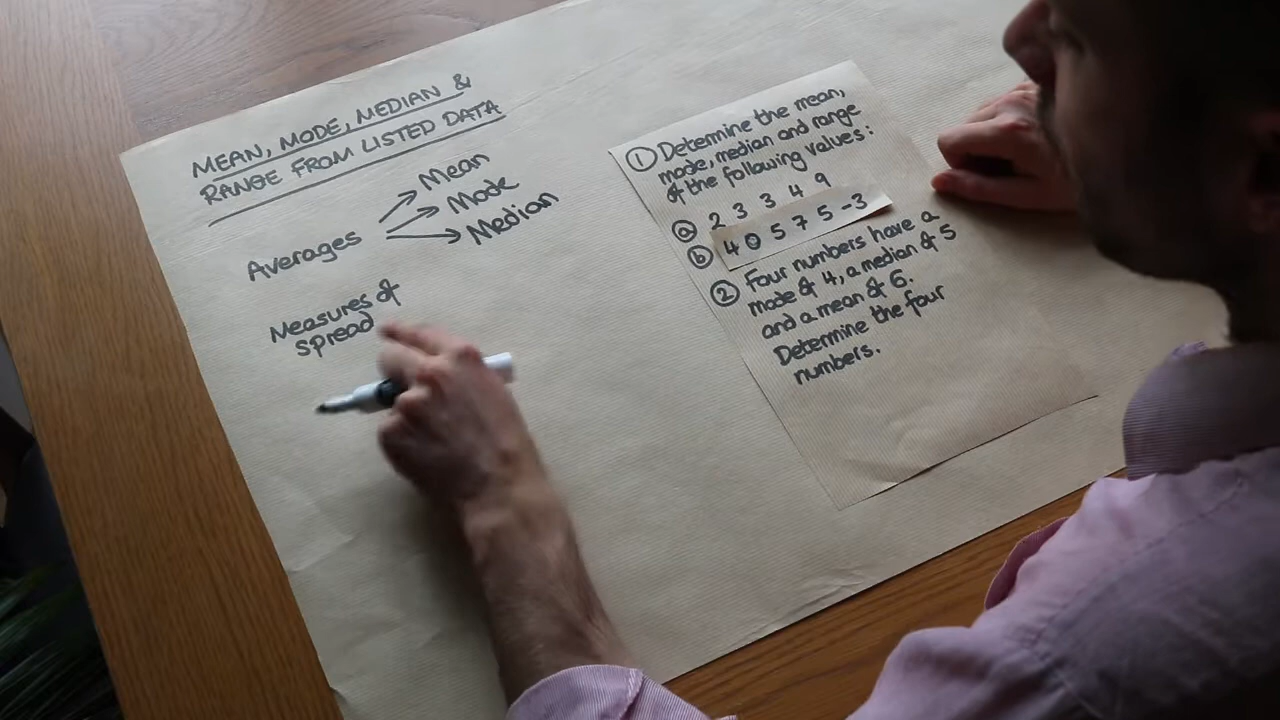 MEAN, MODE, MEDIAN &
RANGE FROM LISTED DATA
Averages
Mean
Mode
Median
Measures of
spread
① Determine the mean,
mode, median and range
of the following values:
ⓐ 2 3 3 4 9
ⓑ 4 0 5 7 5 -3
② Four numbers have a
mode of 4, a median of 5
and a mean of 6.
Determine the four
numbers.